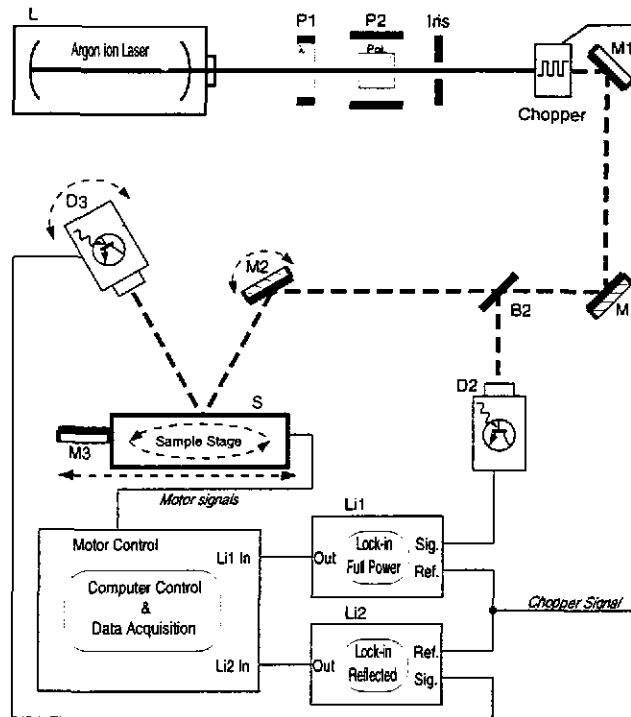 L
P1
P2
Iris
Argon ion Laser
λ
Pol.
M1
Chopper
D3
M2
B2
M
D2
S
Sample Stage
M3
Motor signals
Li1
Motor Control
Li1 In
Out
Lock-in
Full Power
Sig.
Ref.
Computer Control
&
Data Acquisition
Chopper Signal
Li2
Li2 In
Out
Lock-in
Reflected
Ref.
Sig.